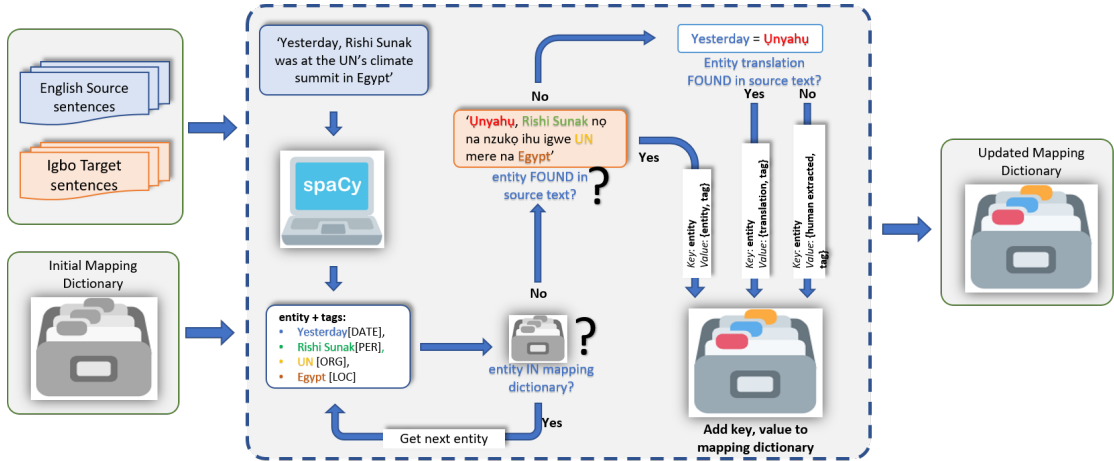 English Source
sentences
Igbo Target
sentences
Initial Mapping
Dictionary
‘Yesterday, Rishi Sunak
was at the UN’s climate
summit in Egypt’
spaCy
entity + tags:
• Yesterday[DATE],
• Rishi Sunak[PER],
• UN [ORG],
• Egypt [LOC]
Get next entity
Yes
entity IN mapping
dictionary?
?
No
‘Ụnyahụ, Rishi Sunak nọ
na nzukọ ihu igwe UN
mere na Egypt’
entity FOUND in
source text?
?
No
Yes
Yesterday = Ụnyahụ
Entity translation
FOUND in source text?
Yes
No
Key: entity
Value: {entity, tag}
Key: entity
Value: {translation, tag}
Key: entity
Value: {human extracted,
tag}
Add key, value to
mapping dictionary
Updated Mapping
Dictionary